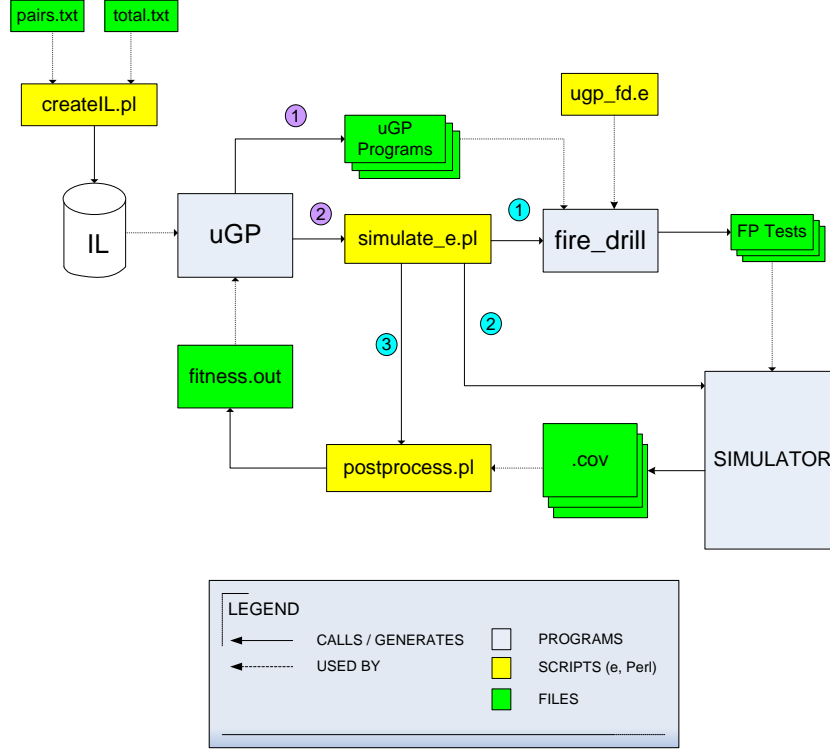 pairs.txt
total.txt
createIL.pl
ugp_fd.e
1
uGP
Programs
IL
uGP
2
simulate_e.pl
1
fire_drill
FP Tests
3
2
fitness.out
postprocess.pl
.cov
SIMULATOR
LEGEND
CALLS / GENERATES
PROGRAMS
USED BY
SCRIPTS (e, Perl)
FILES